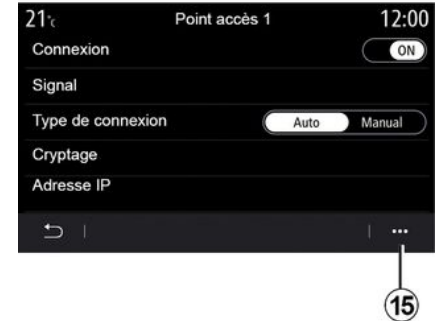 21°c Point accès 1 12:00
Connexion ON
Signal
Type de connexion Auto Manual
Cryptage
Adresse IP
15